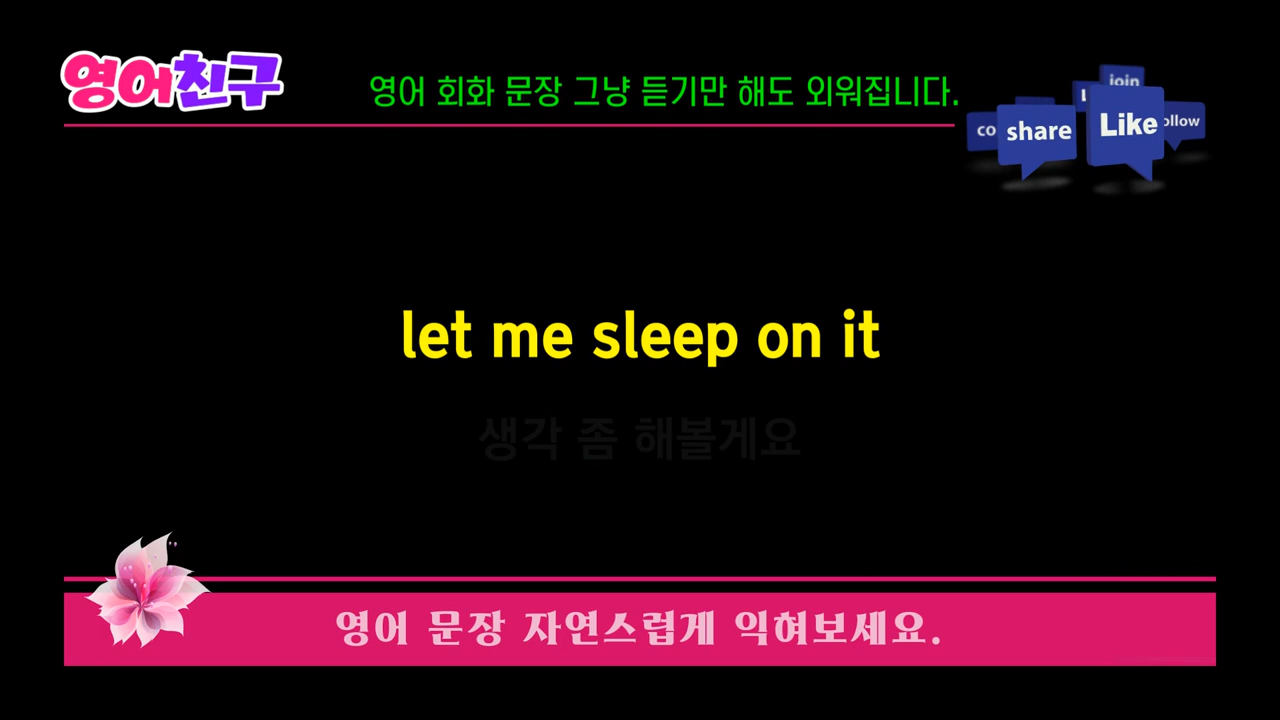 영어친구
영어 회화 문장 그냥 듣기만 해도 외워집니다.
join
co
share
Like
ollow
let me sleep on it
생각 좀 해볼게요
영어 문장 자연스럽게 익혀보세요.